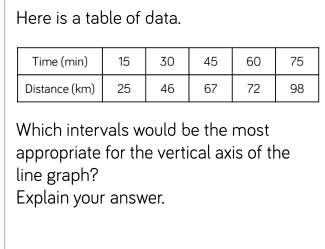 Here is a table of data.
Time (min) 15 30 45 60 75
Distance (km) 25 46 67 72 98
Which intervals would be the most
appropriate for the vertical axis of the
line graph?
Explain your answer.